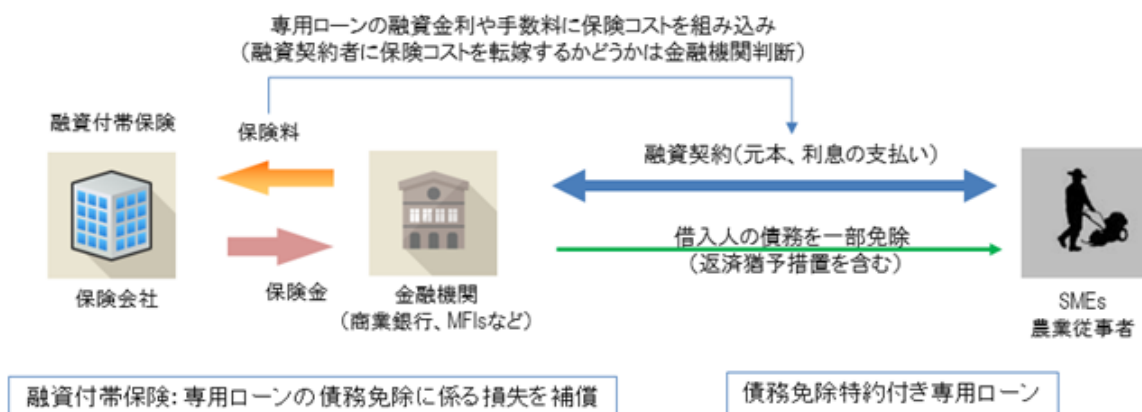 専用ローンの融資金利や手数料に保険コストを組み込み
（融資契約者に保険コストを転嫁するかどうかは金融機関判断）
融資付帯保険
保険料
融資契約（元本、利息の支払い）
借入人の債務を一部免除
（返済猶予措置を含む）
保険会社
保険金
金融機関
（商業銀行、MFIsなど）
SMEs
農業従事者
融資付帯保険：専用ローンの債務免除に係る損失を補償
債務免除特約付き専用ローン